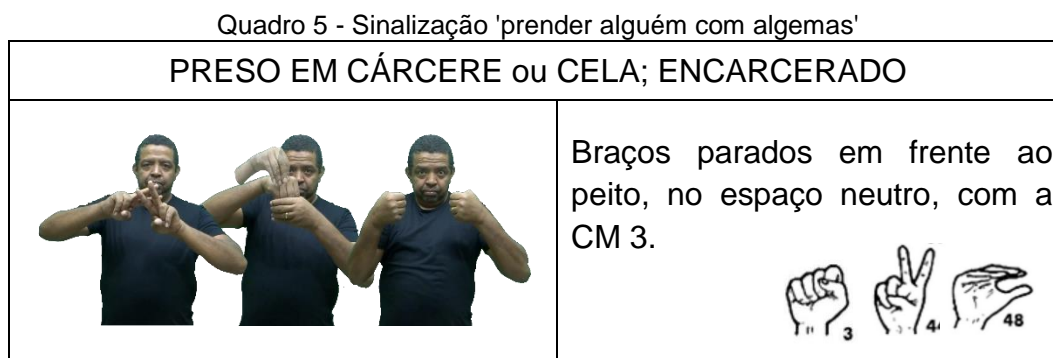 Quadro 5 - Sinalização 'prender alguém com algemas'
PRESO EM CÁRCERE ou CELA; ENCARCERADO
Braços parados em frente ao
peito, no espaço neutro, com a
CM 3.
3 48